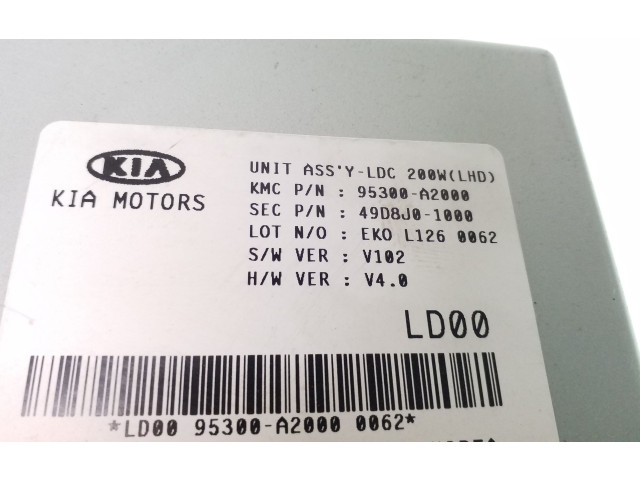 KIA
KIA MOTORS
UNIT ASS'Y-LDC 200W(LHD)
KMC P/N : 95300-A2000
SEC P/N : 49D8J0-1000
LOT N/O : EKO L126 0062
S/W VER : V102
H/W VER : V4.0
LD00
*LD00 95300-A2000 0062*